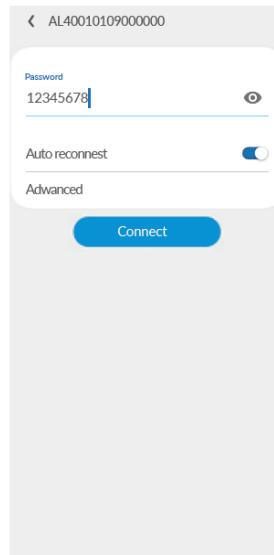 AL40010109000000
Password
12345678
Auto reconnest
Adwanced
Connect